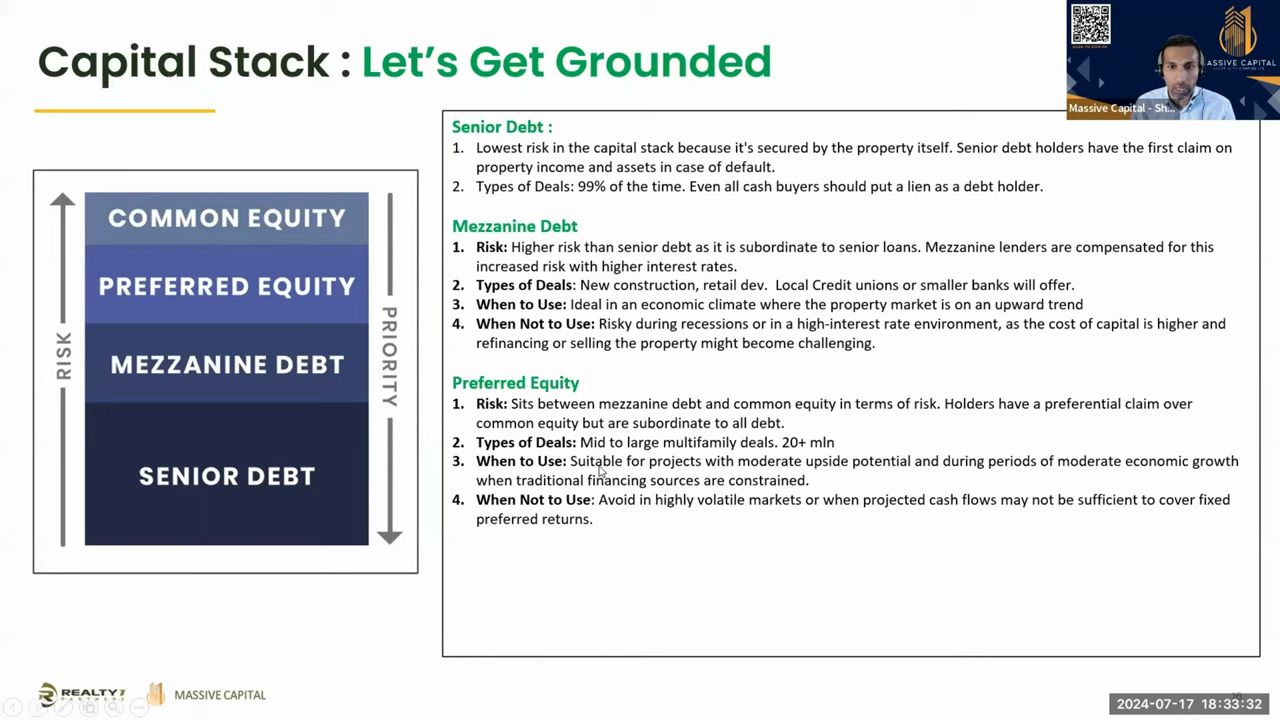 Capital Stack : Let's Get Grounded
MASSIVE CAPITAL
Massive Capital - Sh...
COMMON EQUITY
PREFERRED EQUITY
MEZZANINE DEBT
SENIOR DEBT
RISK
PRIORITY
Senior Debt :
1. Lowest risk in the capital stack because it's secured by the property itself. Senior debt holders have the first claim on
property income and assets in case of default.
2. Types of Deals: 99% of the time. Even all cash buyers should put a lien as a debt holder.
Mezzanine Debt
1. Risk: Higher risk than senior debt as it is subordinate to senior loans. Mezzanine lenders are compensated for this
increased risk with higher interest rates.
2. Types of Deals: New construction, retail dev.  Local Credit unions or smaller banks will offer.
3. When to Use: Ideal in an economic climate where the property market is on an upward trend
4. When Not to Use: Risky during recessions or in a high-interest rate environment, as the cost of capital is higher and
refinancing or selling the property might become challenging.
Preferred Equity
1. Risk: Sits between mezzanine debt and common equity in terms of risk. Holders have a preferential claim over
common equity but are subordinate to all debt.
2. Types of Deals: Mid to large multifamily deals. 20+ mln
3. When to Use: Suitable for projects with moderate upside potential and during periods of moderate economic growth
when traditional financing sources are constrained.
4. When Not to Use: Avoid in highly volatile markets or when projected cash flows may not be sufficient to cover fixed
preferred returns.
REALTY
MASSIVE CAPITAL
2024-07-17 18:33:32